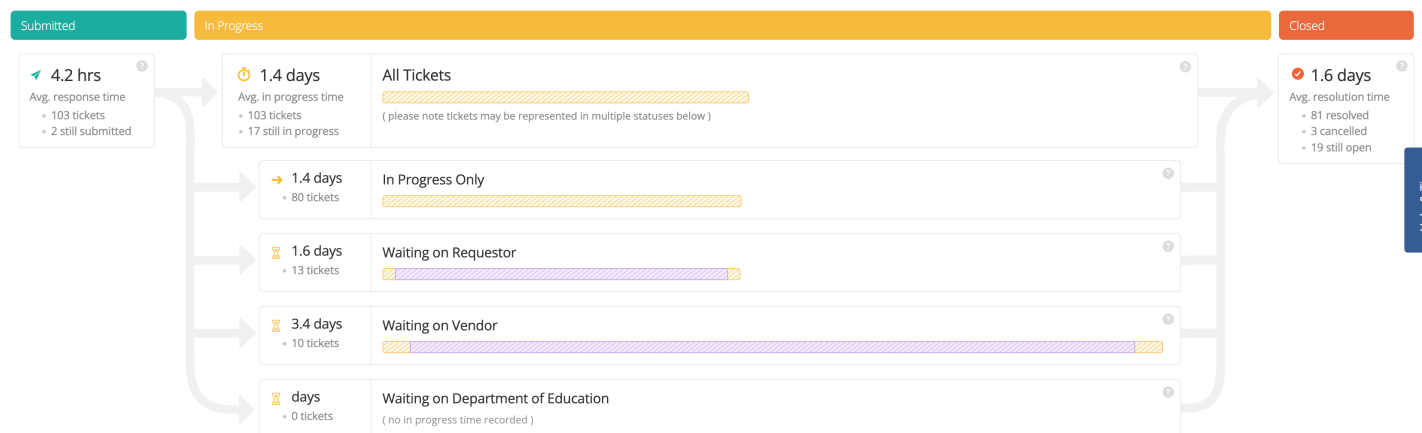 Submitted
In Progress
Closed
4.2 hrs
Avg. response time
103 tickets
2 still submitted
1.4 days
Avg. in progress time
103 tickets
17 still in progress
All Tickets
( please note tickets may be represented in multiple statuses below )
1.6 days
Avg. resolution time
81 resolved
3 cancelled
19 still open
1.4 days
80 tickets
In Progress Only
1.6 days
13 tickets
Waiting on Requestor
3.4 days
10 tickets
Waiting on Vendor
days
0 tickets
Waiting on Department of Education
( no in progress time recorded )